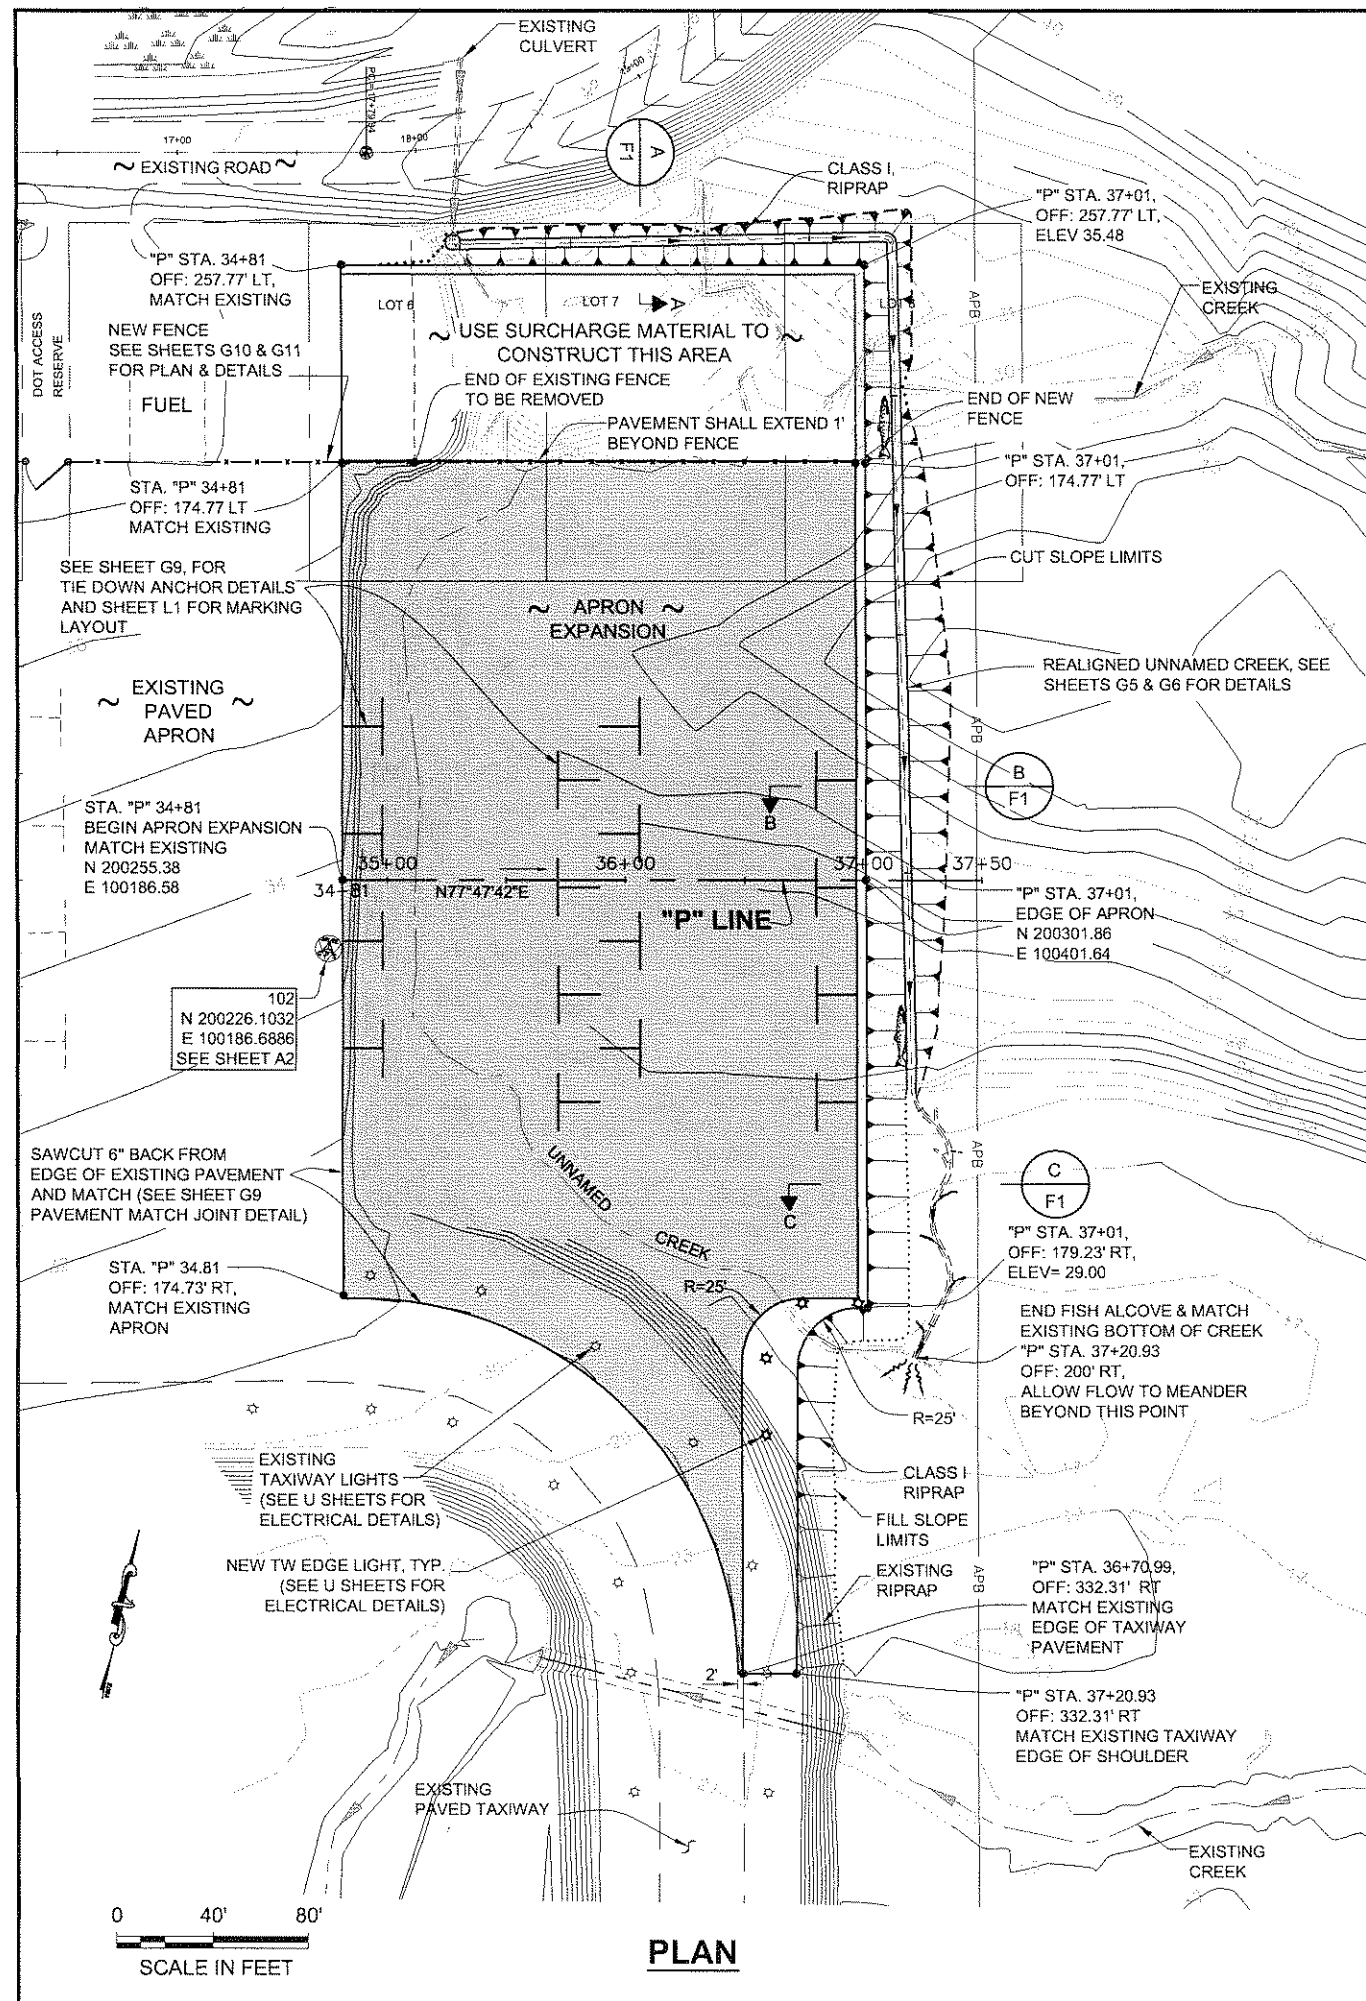 EXISTING
CULVERT
17+00
18+00
PC=17+79.04
19+00
~ EXISTING ROAD ~
A
F1
CLASS I,
RIPRAP
"P" STA. 37+01,
OFF: 257.77' LT,
ELEV 35.48
"P" STA. 34+81
OFF: 257.77' LT,
MATCH EXISTING
LOT 6
LOT 7
A
EXISTING
CREEK
APB
DOT ACCESS
RESERVE
NEW FENCE
SEE SHEETS G10 & G11
FOR PLAN & DETAILS
FUEL
~ USE SURCHARGE MATERIAL TO ~
CONSTRUCT THIS AREA
END OF EXISTING FENCE
TO BE REMOVED
PAVEMENT SHALL EXTEND 1'
BEYOND FENCE
END OF NEW
FENCE
"P" STA. 37+01,
OFF: 174.77' LT
STA. "P" 34+81
OFF: 174.77 LT
MATCH EXISTING
CUT SLOPE LIMITS
SEE SHEET G9, FOR
TIE DOWN ANCHOR DETAILS
AND SHEET L1 FOR MARKING
LAYOUT
~ APRON ~
EXPANSION
REALIGNED UNNAMED CREEK, SEE
SHEETS G5 & G6 FOR DETAILS
~ EXISTING ~
PAVED
APRON
APB
B
F1
B
STA. "P" 34+81
BEGIN APRON EXPANSION
MATCH EXISTING
N 200255.38
E 100186.58
35+00
36+00
37+00
37+50
34+81
N77°47'42"E
"P" LINE
"P" STA. 37+01,
EDGE OF APRON
N 200301.86
E 100401.64
102
N 200226.1032
E 100186.6886
SEE SHEET A2
SAWCUT 6" BACK FROM
EDGE OF EXISTING PAVEMENT
AND MATCH (SEE SHEET G9
PAVEMENT MATCH JOINT DETAIL)
UNNAMED
CREEK
APB
C
F1
C
"P" STA. 37+01,
OFF: 179.23' RT,
ELEV= 29.00
STA. "P" 34.81
OFF: 174.73' RT,
MATCH EXISTING
APRON
R=25'
END FISH ALCOVE & MATCH
EXISTING BOTTOM OF CREEK
"P" STA. 37+20.93
OFF: 200' RT,
ALLOW FLOW TO MEANDER
BEYOND THIS POINT
R=25'
EXISTING
TAXIWAY LIGHTS
(SEE U SHEETS FOR
ELECTRICAL DETAILS)
CLASS I
RIPRAP
FILL SLOPE
LIMITS
NEW TW EDGE LIGHT, TYP.
(SEE U SHEETS FOR
ELECTRICAL DETAILS)
EXISTING
RIPRAP
APB
"P" STA. 36+70.99,
OFF: 332.31' RT
MATCH EXISTING
EDGE OF TAXIWAY
PAVEMENT
2'
"P" STA. 37+20.93
OFF: 332.31' RT
MATCH EXISTING TAXIWAY
EDGE OF SHOULDER
EXISTING
PAVED TAXIWAY
EXISTING
CREEK
0 40' 80'
SCALE IN FEET
PLAN